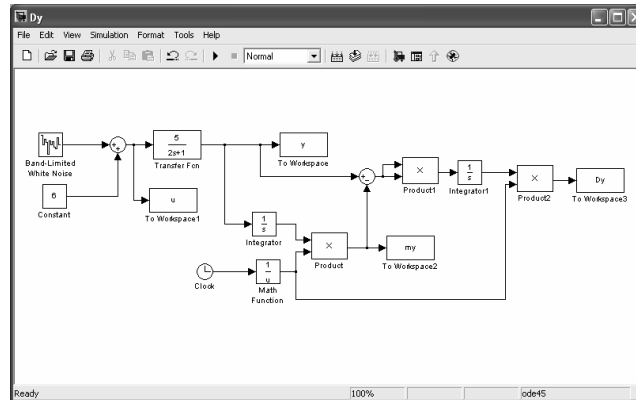 Dy
File Edit View Simulation Format Tools Help
Normal
Band-Limited
White Noise
6
Constant
5
2s+1
Transfer Fcn
u
To Workspace1
y
To Workspace
1
s
Integrator
×
Product
Clock
1
u
Math
Function
my
To Workspace2
×
Product1
1
s
Integrator1
×
Product2
Dy
To Workspace3
Ready
100%
ode45